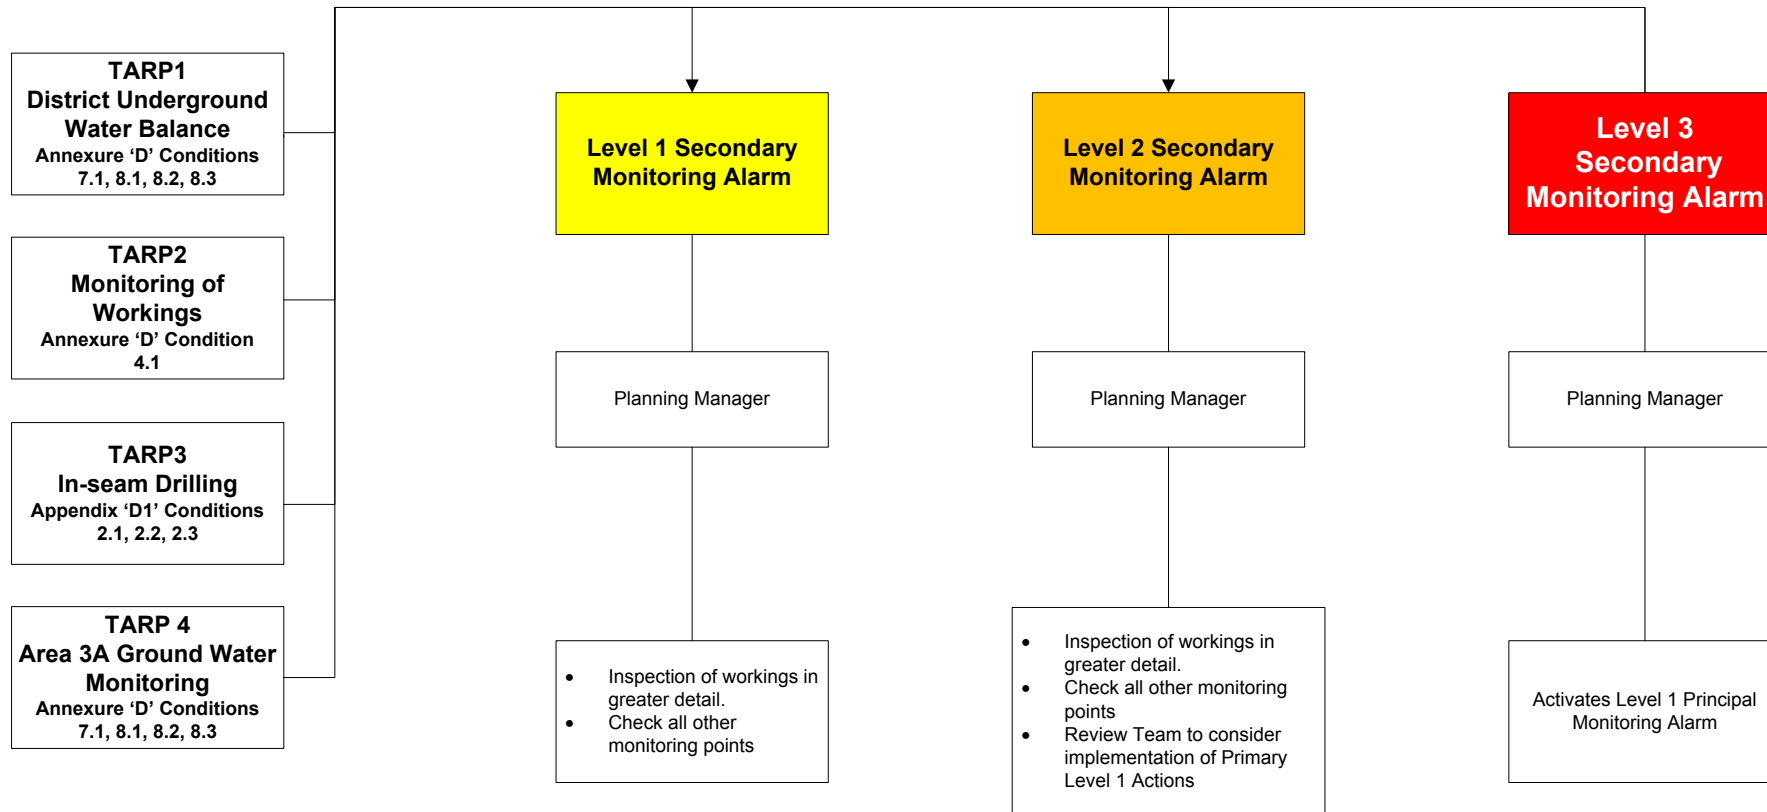 TARP1
District Underground
Water Balance
Annexure ‘D’ Conditions
7.1, 8.1, 8.2, 8.3
TARP2
Monitoring of
Workings
Annexure ‘D’ Condition
4.1
TARP3
In-seam Drilling
Appendix ‘D1’ Conditions
2.1, 2.2, 2.3
TARP 4
Area 3A Ground Water
Monitoring
Annexure ‘D’ Conditions
7.1, 8.1, 8.2, 8.3
Level 1 Secondary
Monitoring Alarm
Planning Manager
• Inspection of workings in
greater detail.
• Check all other
monitoring points
Level 2 Secondary
Monitoring Alarm
Planning Manager
• Inspection of workings in
greater detail.
• Check all other monitoring
points
• Review Team to consider
implementation of Primary
Level 1 Actions
Level 3
Secondary
Monitoring Alarm
Planning Manager
Activates Level 1 Principal
Monitoring Alarm